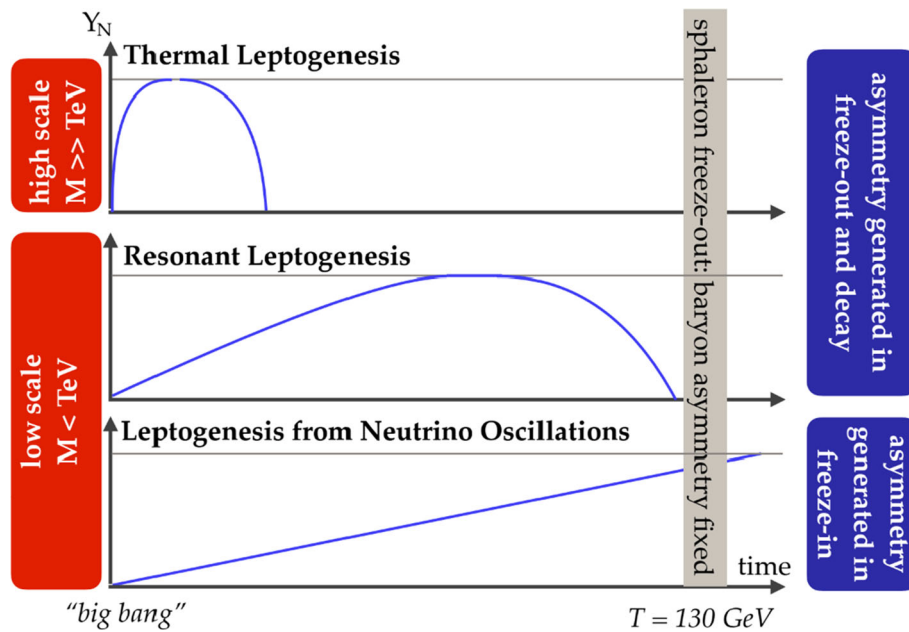 Y_N
Thermal Leptogenesis
high scale
M >> TeV
Resonant Leptogenesis
low scale
M < TeV
Leptogenesis from Neutrino Oscillations
sphaleron freeze-out: baryon asymmetry fixed
asymmetry generated in
freeze-out and decay
asymmetry
generated in
freeze-in
time
"big bang"
T = 130 GeV